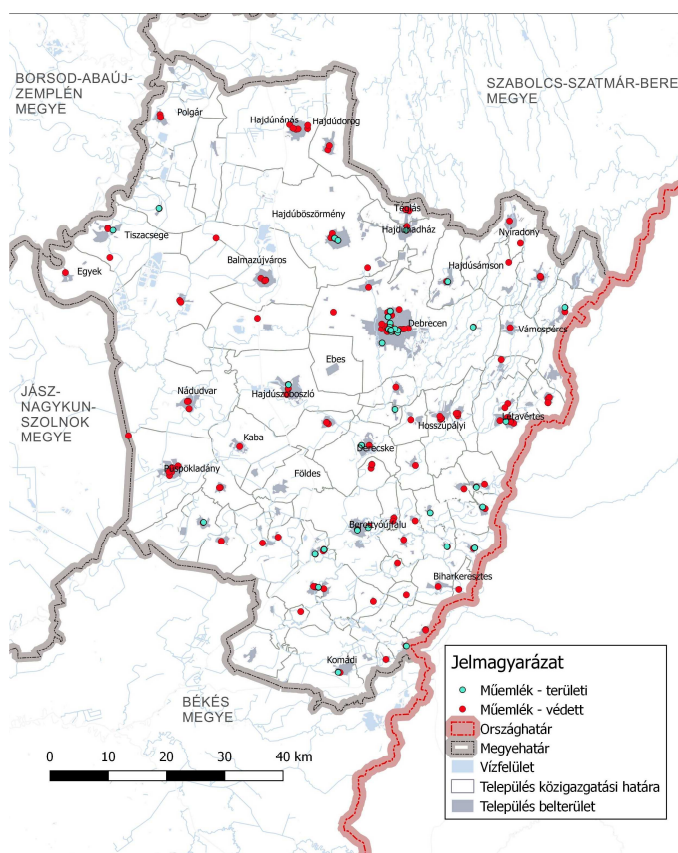 BORSOD-ABAÚJ-
ZEMPLÉN
MEGYE
SZABOLCS-SZATMÁR-BERE
MEGYE
Polgár
Hajdúnánás
Hajdúdorog
Téglás
Hajdúhadház
Hajdúböszörmény
Tiszacsege
Nyíradony
Balmazújváros
Hajdúsámson
Egyek
Debrecen
Vámospércs
Ebes
JÁSZ-
NAGYKUN-
SZOLNOK
MEGYE
Nádudvar
Hajdúszoboszló
Hosszúpályi
Létavértes
Kaba
Derecske
Püspökladány
Földes
Berettyóújfalu
Biharkeresztes
Komádi
BÉKÉS
MEGYE
Jelmagyarázat
Műemlék - területi
Műemlék - védett
Országhatár
Megyehatár
Vízfelület
Település közigazgatási határa
Település belterület
0 10 20 30 40 km